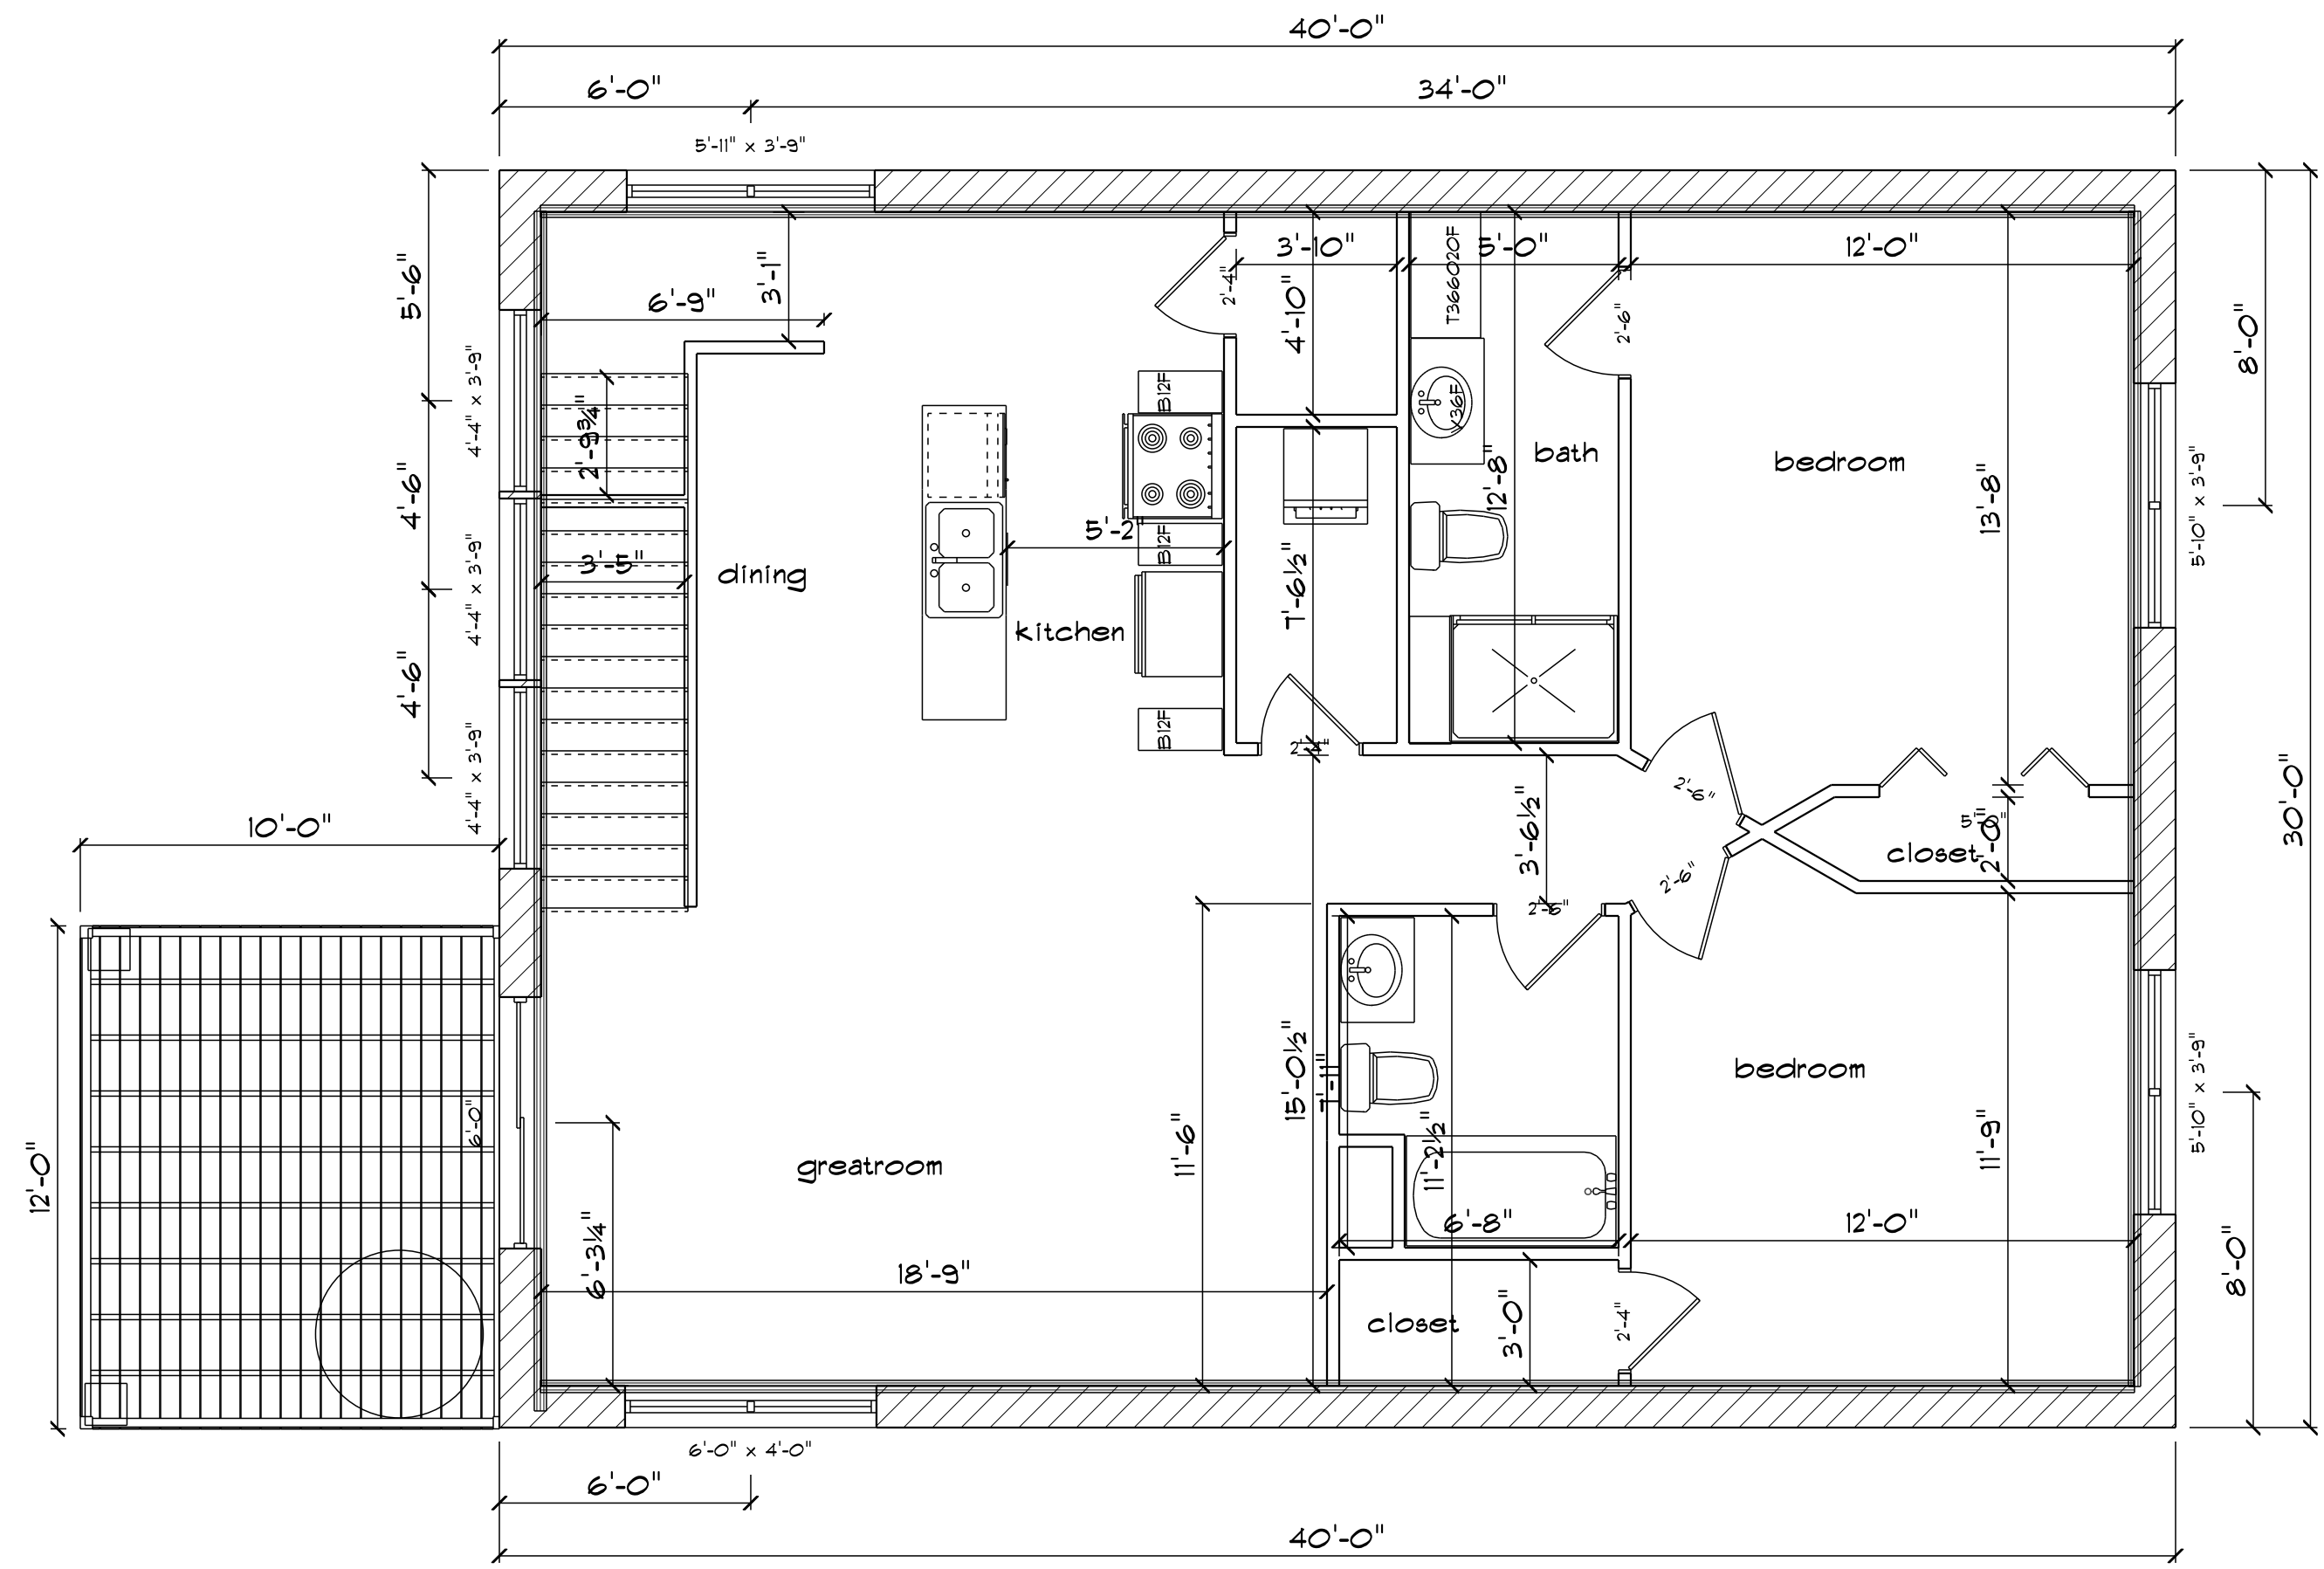 40'-0"
6'-0"
34'-0"
5'-11" x 3'-9"
3'-10"
5'-0"
12'-0"
T366020F
3'-1"
6'-9"
5'-6"
2'-4"
4'-10"
2'-6"
8'-0"
4'-4" x 3'-9"
2'-9¾"
B12F
V36F
bath
bedroom
12'-8"
13'-8"
5'-10" x 3'-9"
4'-6"
5'-2"
B12F
3'-5"
dining
4'-4" x 3'-9"
7'-6½"
kitchen
4'-6"
B12F
2'-4"
4'-4" x 3'-9"
2'-6"
10'-0"
3'-6½"
5'-0"
2'-0"
closet
30'-0"
2'-6"
2'-6"
15'-0½"
7'-11"
bedroom
5'-10" x 3'-9"
6'-0"
11'-6"
11'-2½"
11'-9"
12'-0"
greatroom
6'-8"
12'-0"
6'-3¼"
18'-9"
8'-0"
closet
3'-0"
2'-4"
6'-0" x 4'-0"
6'-0"
40'-0"